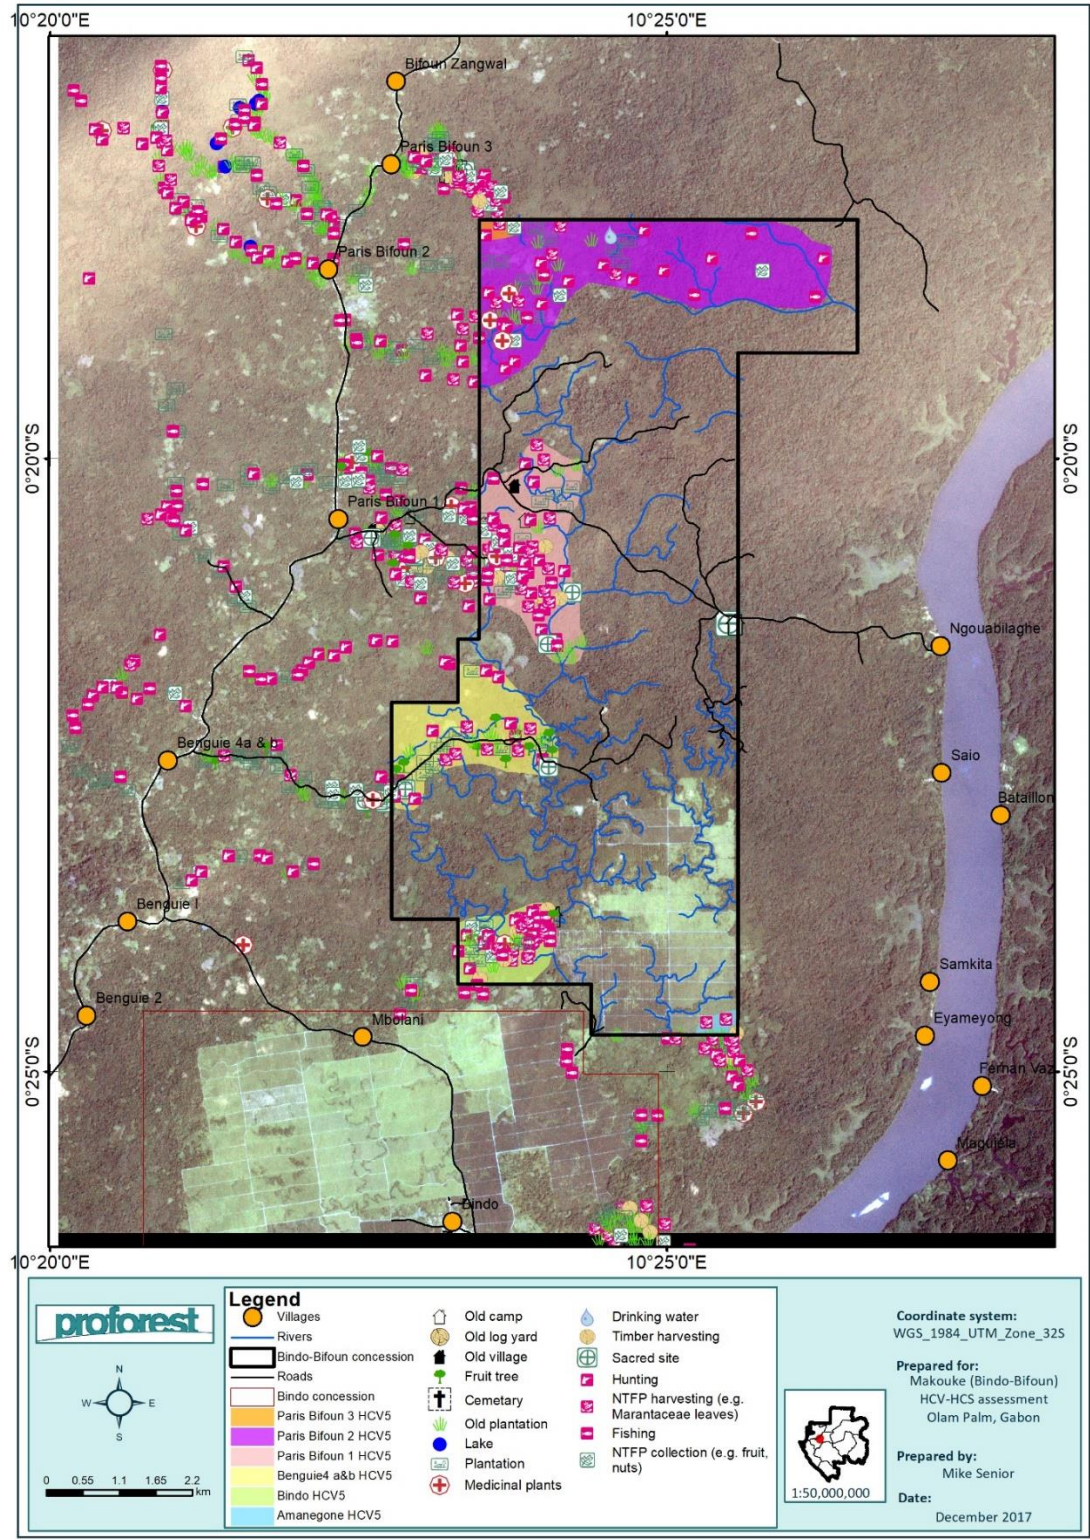 10°20'0"E
10°25'0"E
Bifoun Zangwal
Paris Bifoun 3
Paris Bifoun 2
0°20'0"S
0°20'0"S
Paris Bifoun 1
Ngouabilaghe
Benguie 4a & b
Saio
Bataillon
Benguie I
Samkita
Benguie 2
Mbolani
Eyameyong
0°25'0"S
0°25'0"S
Fernan Vaz
Maguiela
Bindo
10°20'0"E
10°25'0"E
proforest
N
W
E
S
0 0.55 1.1 1.65 2.2
km
Legend
Villages
Rivers
Bindo-Bifoun concession
Roads
Bindo concession
Paris Bifoun 3 HCV5
Paris Bifoun 2 HCV5
Paris Bifoun 1 HCV5
Benguie4 a&b HCV5
Bindo HCV5
Amanegone HCV5
Old camp
Old log yard
Old village
Fruit tree
Cemetary
Old plantation
Lake
Plantation
Medicinal plants
Drinking water
Timber harvesting
Sacred site
Hunting
NTFP harvesting (e.g.
Marantaceae leaves)
Fishing
NTFP collection (e.g. fruit,
nuts)
1:50,000,000
Coordinate system:
WGS_1984_UTM_Zone_32S
Prepared for:
Makouke (Bindo-Bifoun)
HCV-HCS assessment
Olam Palm, Gabon
Prepared by:
Mike Senior
Date:
December 2017